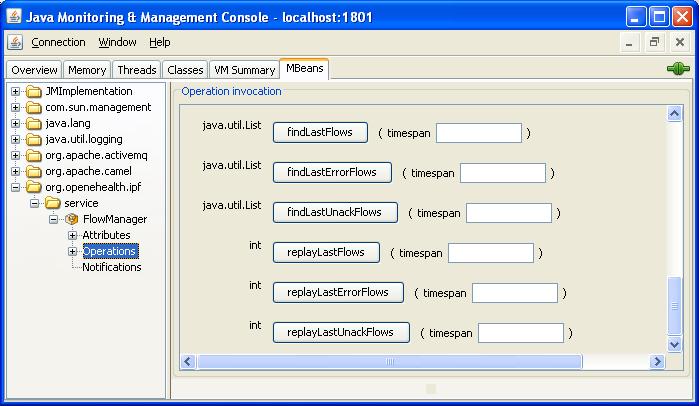 Java Monitoring & Management Console - localhost:1801
Connection Window Help
Overview Memory Threads Classes VM Summary MBeans
JMImplementation
com.sun.management
java.lang
java.util.logging
org.apache.activemq
org.apache.camel
org.openehealth.ipf
service
FlowManager
Attributes
Operations
Notifications
Operation invocation
java.util.List findLastFlows ( timespan )
java.util.List findLastErrorFlows ( timespan )
java.util.List findLastUnackFlows ( timespan )
int replayLastFlows ( timespan )
int replayLastErrorFlows ( timespan )
int replayLastUnackFlows ( timespan )